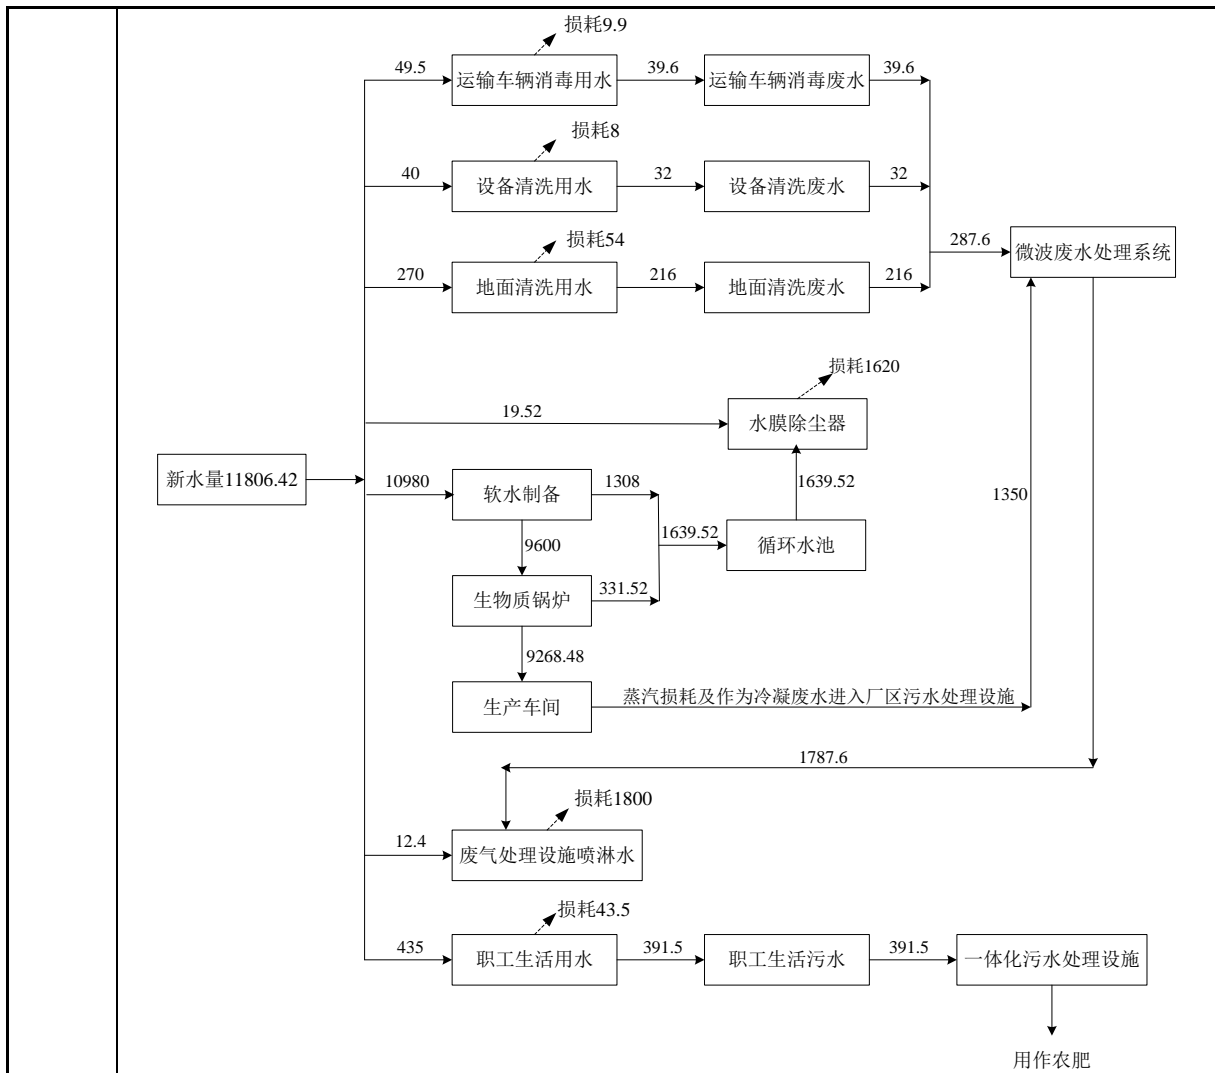 损耗9.9
49.5
运输车辆消毒用水
39.6
运输车辆消毒废水
39.6
损耗8
40
设备清洗用水
32
设备清洗废水
32
损耗54
287.6
微波废水处理系统
270
地面清洗用水
216
地面清洗废水
216
损耗1620
19.52
水膜除尘器
新水量11806.42
10980
软水制备
1308
1639.52
1350
9600
1639.52
循环水池
生物质锅炉
331.52
9268.48
生产车间
蒸汽损耗及作为冷凝废水进入厂区污水处理设施
1787.6
损耗1800
12.4
废气处理设施喷淋水
损耗43.5
435
职工生活用水
391.5
职工生活污水
391.5
一体化污水处理设施
用作农肥